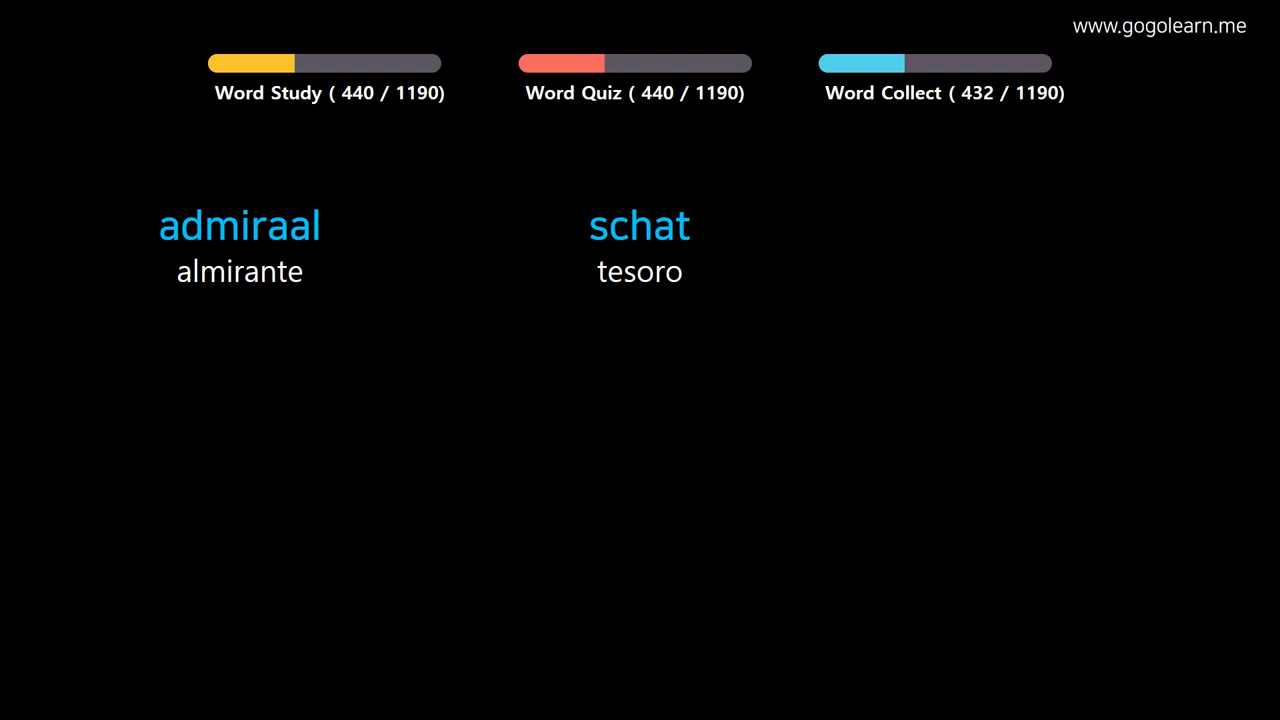 www.gogolearn.me
Word Study ( 440 / 1190)
Word Quiz ( 440 / 1190)
Word Collect ( 432 / 1190)
admiraal
almirante
schat
tesoro